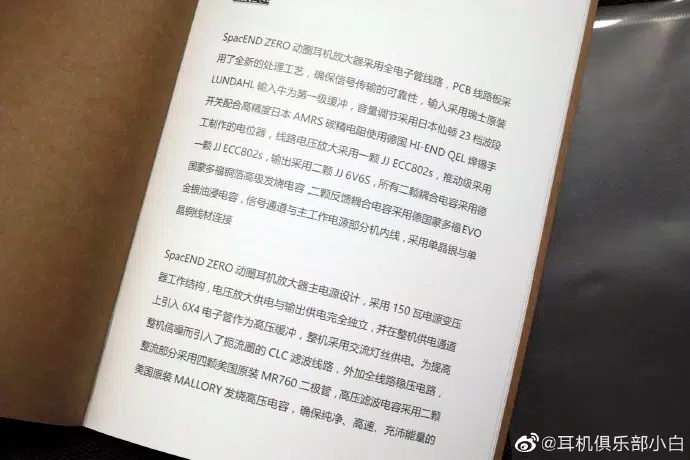 SpacEND ZERO 动圈耳机放大器采用全电子管线路，PCB 线路板采
用了全新的处理工艺，确保信号传输的可靠性，输入采用瑞士原装
LUNDAHL 输入牛为第一级缓冲，音量调节采用日本仙顿 23 档波段
开关配合高精度日本 AMRS 碳精电阻使用德国 HI-END QEL 焊锡手
工制作的电位器，线路电压放大采用一颗 JJ ECC802s，推动级采用
一颗 JJ ECC802s，输出采用二颗 JJ 6V6S，所有二颗耦合电容采用德
国蒙多福铜箔高级发烧电容，二颗反馈耦合电容采用德国蒙多福 EVO
金银油浸电容，信号通道与主工作电源部分机内线，采用单晶银与单
晶铜线材连接
SpacEND ZERO 动圈耳机放大器主电源设计，采用 150 瓦电源变压
器工作结构，电压放大供电与输出供电完全独立，并在整机供电通道
上引入 6X4 电子管作为高压缓冲，整机采用交流灯丝供电。为提高
整机信噪而引入了扼流圈的 CLC 滤波线路，外加全线路稳压电路，
整流部分采用四颗美国原装 MR760 二极管，高压滤波电容采用二颗
美国原装 MALLORY 发烧高压电容，确保纯净、高速、充沛能量的
@耳机俱乐部小白